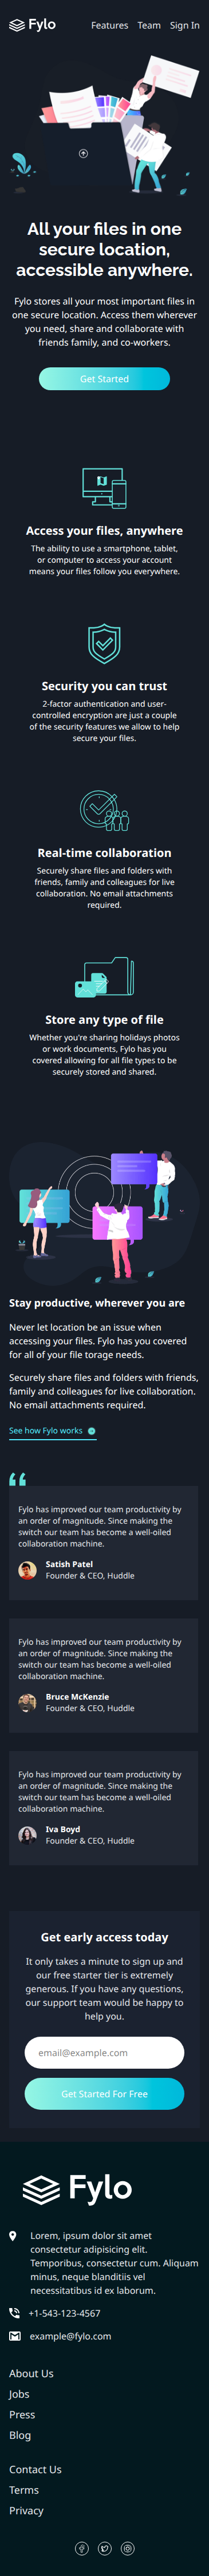 Fylo
Features Team Sign In
All your files in one
secure location,
accessible anywhere.
Fylo stores all your most important files in
one secure location. Access them wherever
you need, share and collaborate with
friends family, and co-workers.
Get Started
Access your files, anywhere
The ability to use a smartphone, tablet,
or computer to access your account
means your files follow you everywhere.
Security you can trust
2-factor authentication and user-
controlled encryption are just a couple
of the security features we allow to help
secure your files.
Real-time collaboration
Securely share files and folders with
friends, family and colleagues for live
collaboration. No email attachments
required.
Store any type of file
Whether you're sharing holidays photos
or work documents, Fylo has you
covered allowing for all file types to be
securely stored and shared.
Stay productive, wherever you are
Never let location be an issue when
accessing your files. Fylo has you covered
for all of your file torage needs.
Securely share files and folders with friends,
family and colleagues for live collaboration.
No email attachments required.
See how Fylo works
Fylo has improved our team productivity by
an order of magnitude. Since making the
switch our team has become a well-oiled
collaboration machine.
Satish Patel
Founder & CEO, Huddle
Fylo has improved our team productivity by
an order of magnitude. Since making the
switch our team has become a well-oiled
collaboration machine.
Bruce McKenzie
Founder & CEO, Huddle
Fylo has improved our team productivity by
an order of magnitude. Since making the
switch our team has become a well-oiled
collaboration machine.
Iva Boyd
Founder & CEO, Huddle
Get early access today
It only takes a minute to sign up and
our free starter tier is extremely
generous. If you have any questions,
our support team would be happy to
help you.
email@example.com
Get Started For Free
Fylo
Lorem, ipsum dolor sit amet
consectetur adipisicing elit.
Temporibus, consectetur cum. Aliquam
minus, neque blanditiis vel
necessitatibus id ex laborum.
+1-543-123-4567
example@fylo.com
About Us
Jobs
Press
Blog
Contact Us
Terms
Privacy